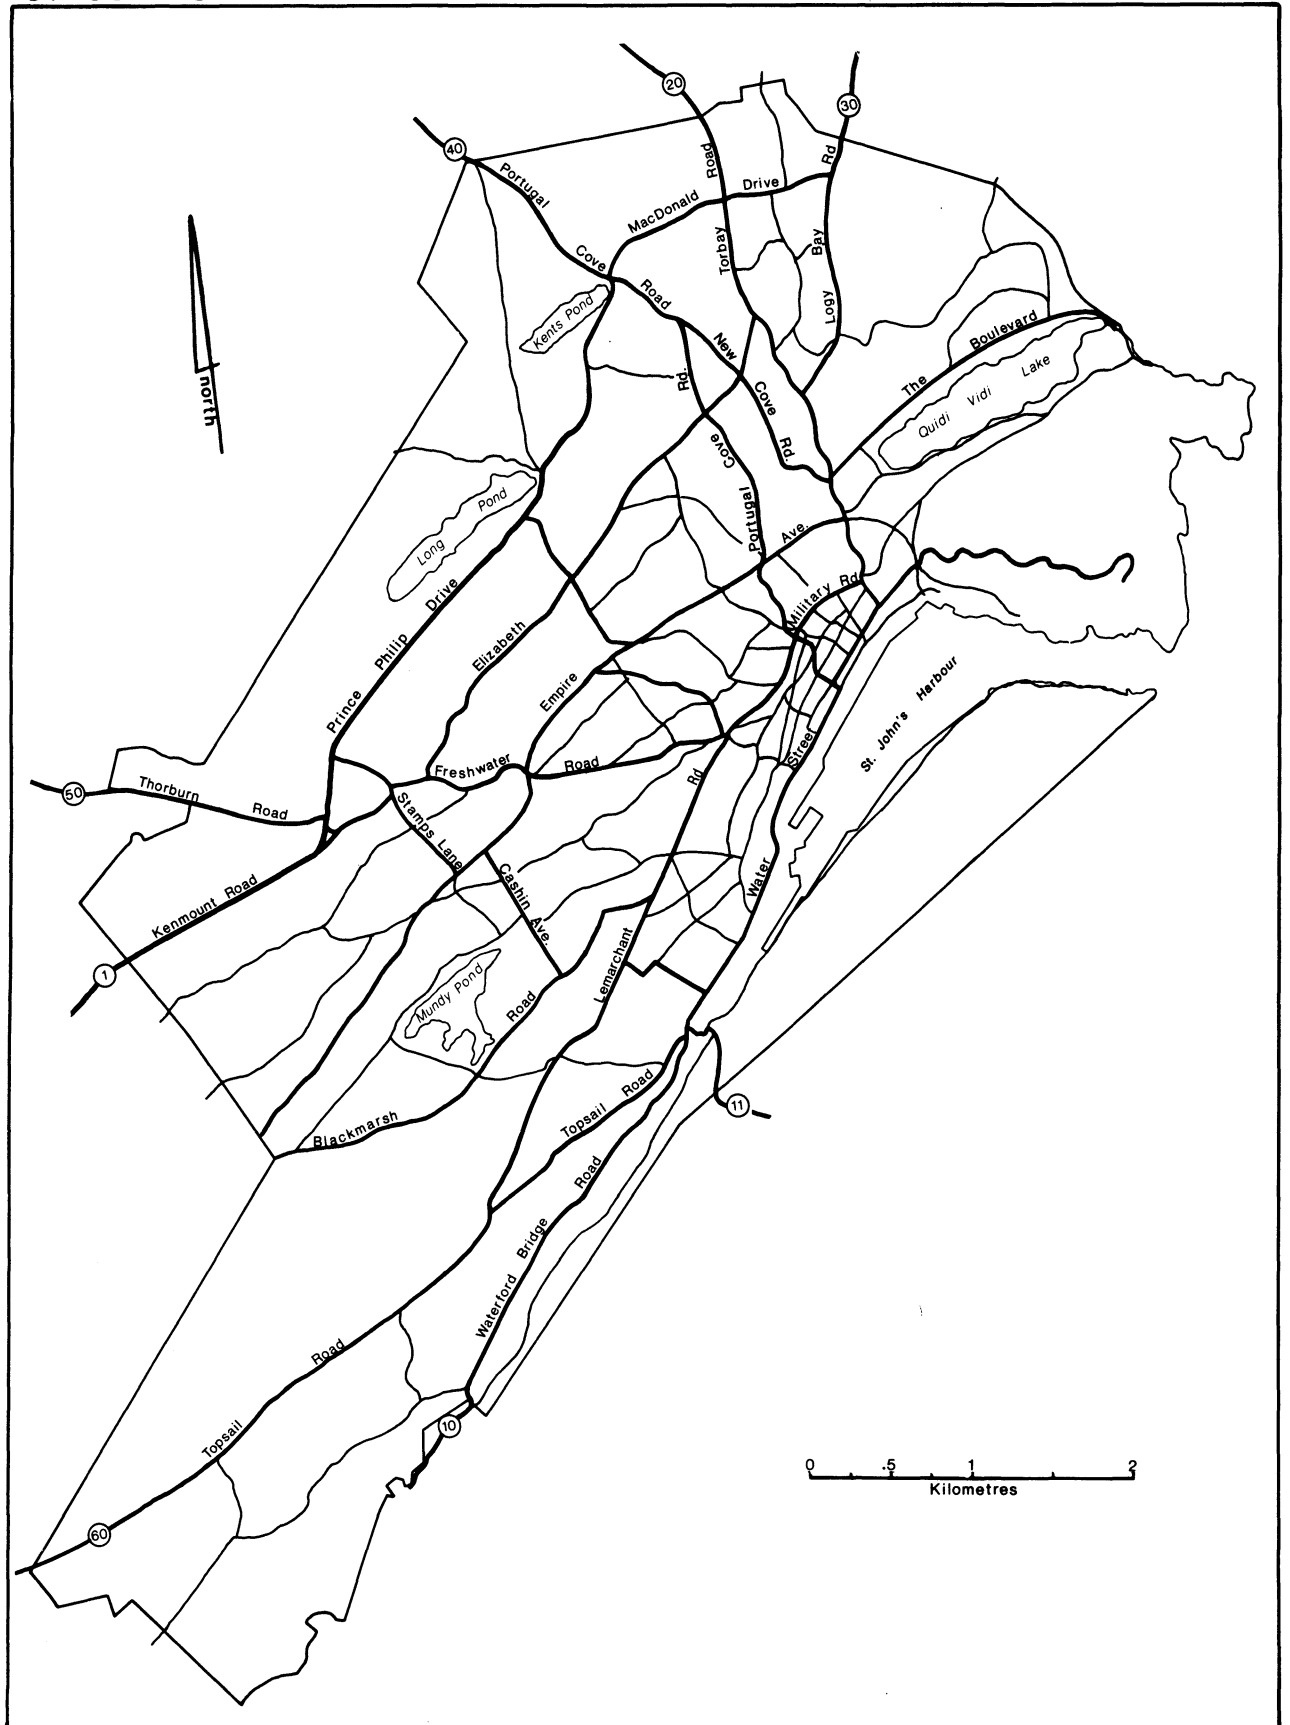 20
30
40
Portugal
Cove
Road
MacDonald
Drive
Road
Torbay
Rd
Bay
Logy
Kents Pond
New
Cove
Rd.
Rd.
Cove
Portugal
The
Boulevard
Quidi Vidi Lake
north
Long Pond
Ave.
Military Rd
Prince
Philip
Drive
Elizabeth
Empire
St. John's Harbour
Street
50
Thorburn
Road
Freshwater
Road
Rd
Stamps Lane
Cashin Ave.
Water
Kenmount Road
1
Lemarchant
Mundy Pond
Road
Blackmarsh
Topsail Road
11
Waterford Bridge Road
Road
Topsail
10
60
0 .5 1 2
Kilometres